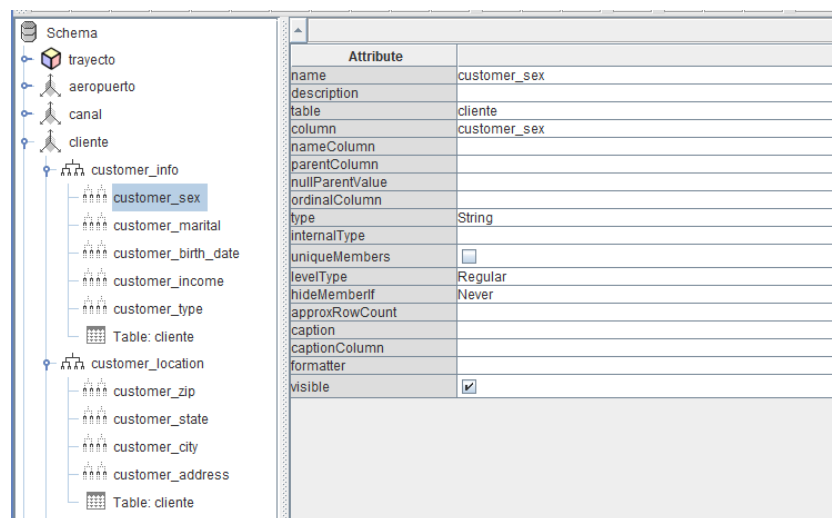 Schema
trayecto
aeropuerto
canal
cliente
customer_info
customer_sex
customer_marital
customer_birth_date
customer_income
customer_type
Table: cliente
customer_location
customer_zip
customer_state
customer_city
customer_address
Table: cliente
Attribute
name customer_sex
description
table cliente
column customer_sex
nameColumn
parentColumn
nullParentValue
ordinalColumn
type String
internalType
uniqueMembers
levelType Regular
hideMemberIf Never
approxRowCount
caption
captionColumn
formatter
visible